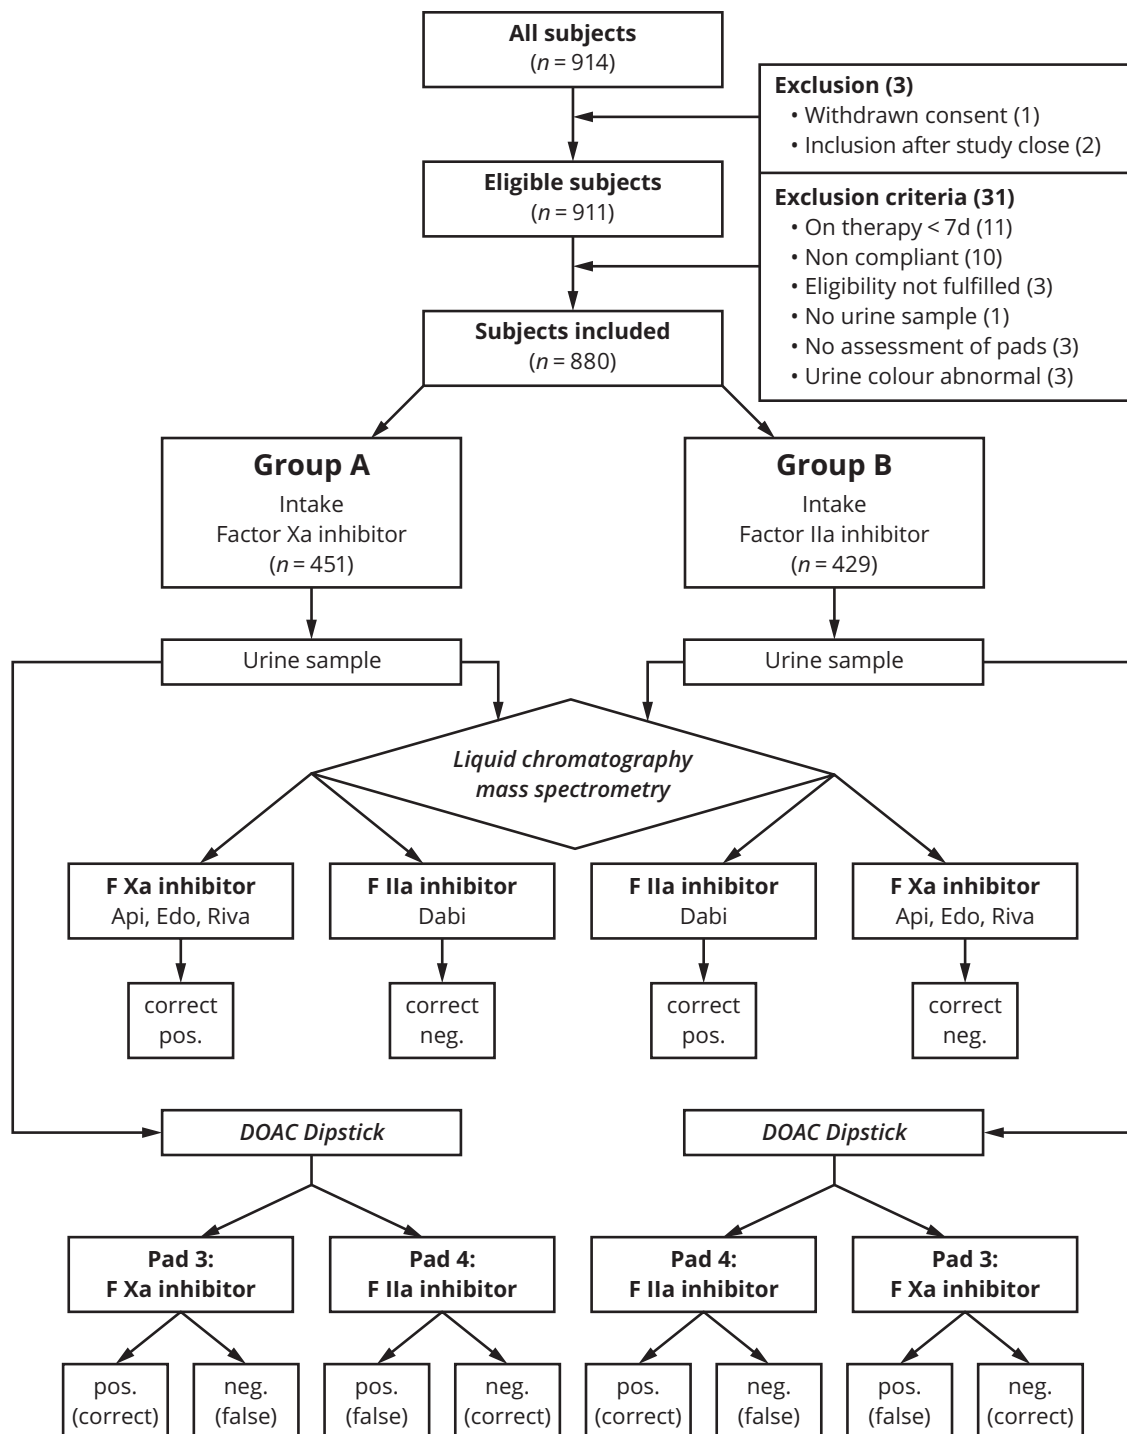 All subjects
(n = 914)
Exclusion (3)
• Withdrawn consent (1)
• Inclusion after study close (2)
Eligible subjects
(n = 911)
Exclusion criteria (31)
• On therapy < 7d (11)
• Non compliant (10)
• Eligibility not fulfilled (3)
• No urine sample (1)
• No assessment of pads (3)
• Urine colour abnormal (3)
Subjects included
(n = 880)
Group A
Intake
Factor Xa inhibitor
(n = 451)
Group B
Intake
Factor IIa inhibitor
(n = 429)
Urine sample
Urine sample
Liquid chromatography
mass spectrometry
F Xa inhibitor
Api, Edo, Riva
F IIa inhibitor
Dabi
F IIa inhibitor
Dabi
F Xa inhibitor
Api, Edo, Riva
correct
pos.
correct
neg.
correct
pos.
correct
neg.
DOAC Dipstick
DOAC Dipstick
Pad 3:
F Xa inhibitor
Pad 4:
F IIa inhibitor
Pad 4:
F IIa inhibitor
Pad 3:
F Xa inhibitor
pos.
(correct)
neg.
(false)
pos.
(false)
neg.
(correct)
pos.
(correct)
neg.
(false)
pos.
(false)
neg.
(correct)